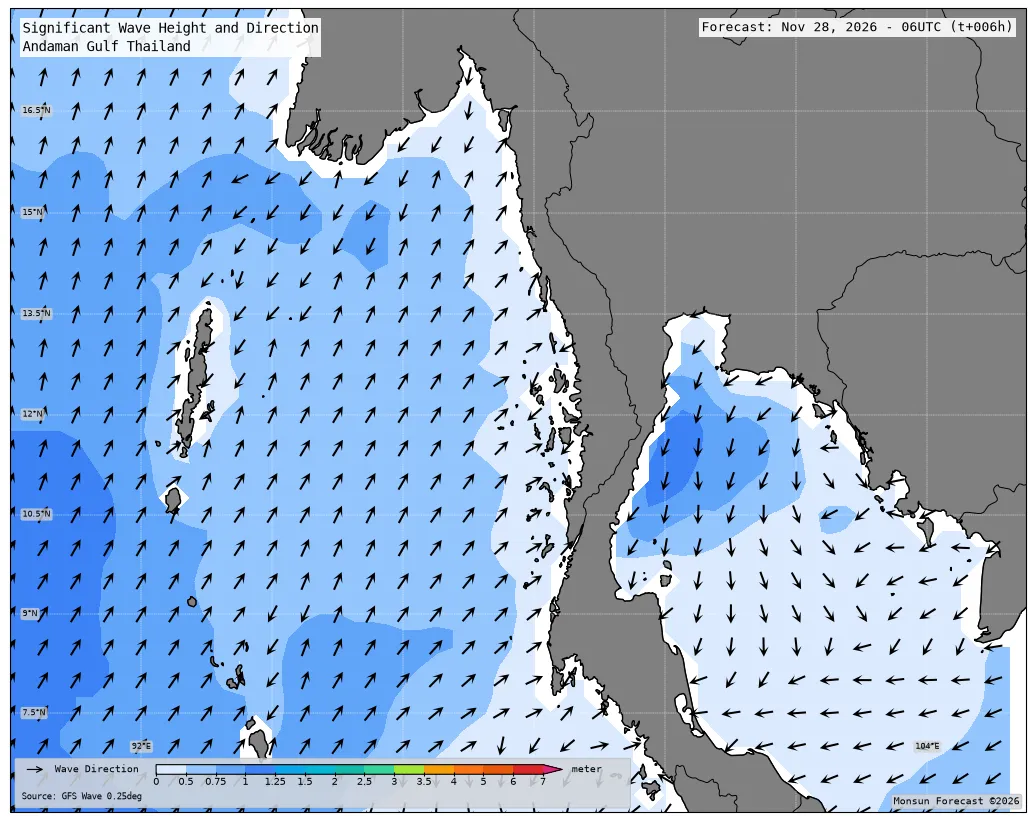 Significant Wave Height and Direction
Andaman Gulf Thailand
Forecast: Nov 28, 2026 - 06UTC (t+006h)
16.5°N
15°N
13.5°N
12°N
10.5°N
9°N
7.5°N
92°E
104°E
Wave Direction
0.5 0.75 1 1.25 1.5 2 2.5 3 3.5 4 5 6 7
meter
Source: GFS Wave 0.25deg
Monsun Forecast ©2026